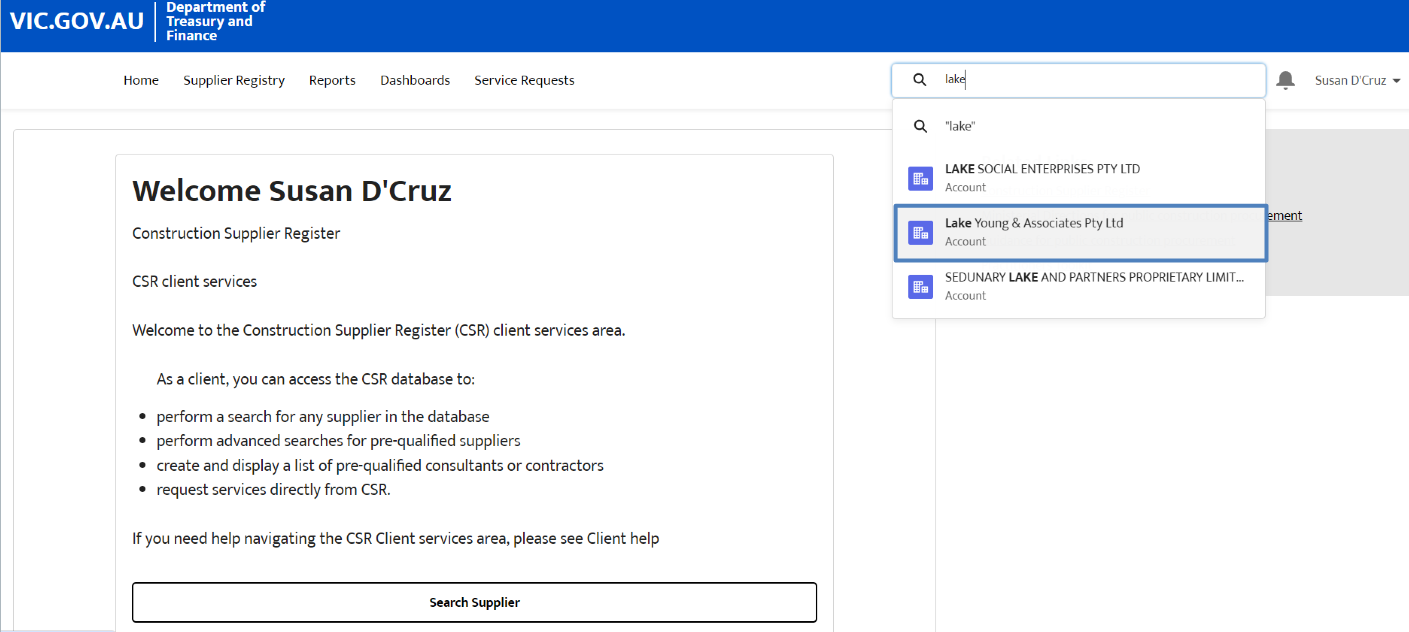 VIC.GOV.AU
Department of
Treasury and
Finance
Home
Supplier Registry
Reports
Dashboards
Service Requests
lake
Susan D'Cruz
"lake"
LAKE SOCIAL ENTERPRISES PTY LTD
Account
Lake Young & Associates Pty Ltd
Account
SEDUNARY LAKE AND PARTNERS PROPRIETARY LIMIT...
Account
ement
Welcome Susan D'Cruz
Construction Supplier Register
CSR client services
Welcome to the Construction Supplier Register (CSR) client services area.
As a client, you can access the CSR database to:
• perform a search for any supplier in the database
• perform advanced searches for pre-qualified suppliers
• create and display a list of pre-qualified consultants or contractors
• request services directly from CSR.
If you need help navigating the CSR Client services area, please see Client help
Search Supplier